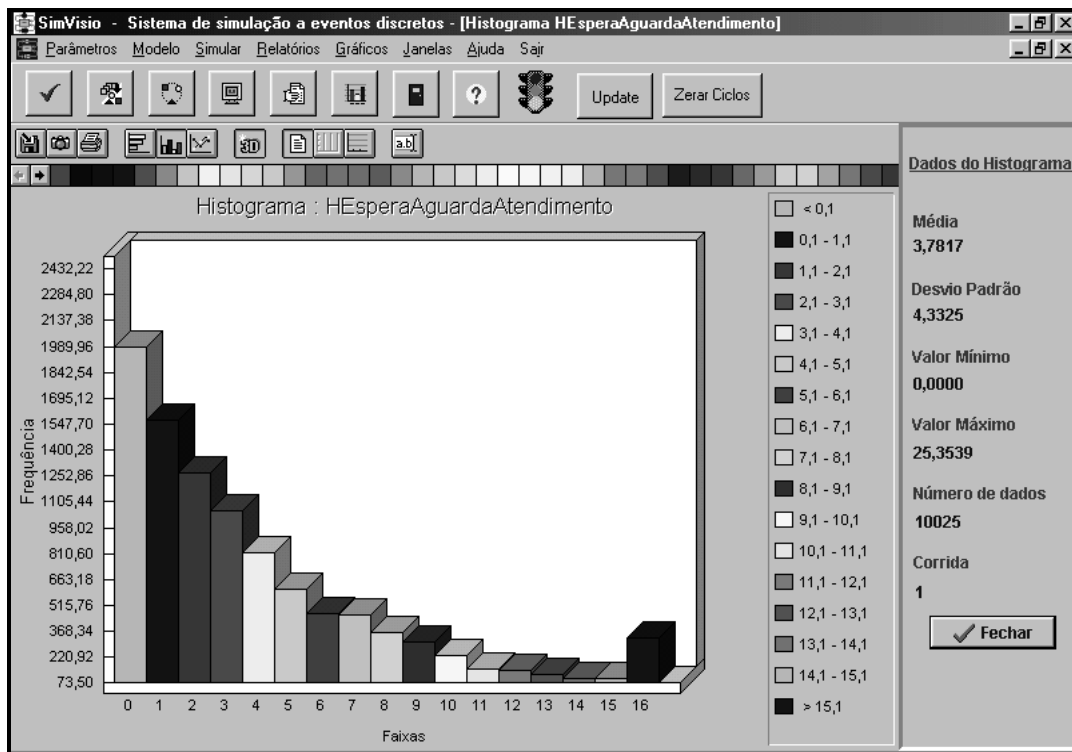 SimVisio - Sistema de simulação a eventos discretos - [Histograma HEsperaAguardaAtendimento]
Parâmetros Modelo Simular Relatórios Gráficos Janelas Ajuda Sair
Update
Zerar Ciclos
3D
a.b
Histograma : HEsperaAguardaAtendimento
Frequência
2432,22
2284,80
2137,38
1989,96
1842,54
1695,12
1547,70
1400,28
1252,86
1105,44
958,02
810,60
663,18
515,76
368,34
220,92
73,50
0 1 2 3 4 5 6 7 8 9 10 11 12 13 14 15 16
Faixas
< 0,1
0,1 - 1,1
1,1 - 2,1
2,1 - 3,1
3,1 - 4,1
4,1 - 5,1
5,1 - 6,1
6,1 - 7,1
7,1 - 8,1
8,1 - 9,1
9,1 - 10,1
10,1 - 11,1
11,1 - 12,1
12,1 - 13,1
13,1 - 14,1
14,1 - 15,1
> 15,1
Dados do Histograma
Média
3,7817
Desvio Padrão
4,3325
Valor Mínimo
0,0000
Valor Máximo
25,3539
Número de dados
10025
Corrida
1
Fechar